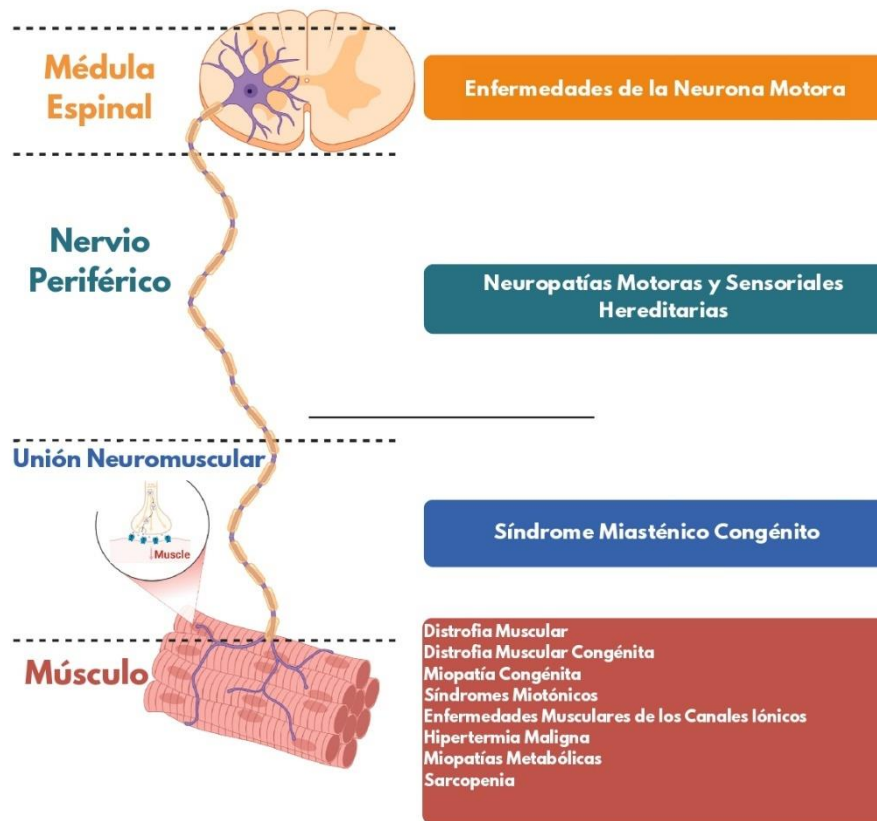 Médula
Espinal
Enfermedades de la Neurona Motora
Nervio
Periférico
Neuropatías Motoras y Sensoriales
Hereditarias
Unión Neuromuscular
Muscle
Síndrome Miasténico Congénito
Músculo
Distrofia Muscular
Distrofia Muscular Congénita
Miopatía Congénita
Síndromes Miotónicos
Enfermedades Musculares de los Canales Iónicos
Hipertermia Maligna
Miopatías Metabólicas
Sarcopenia